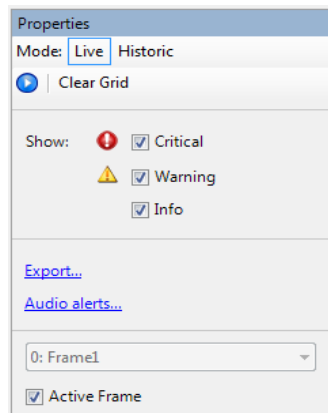 Properties
Mode: Live Historic
Clear Grid
Show: Critical
Warning
Info
Export...
Audio alerts...
0: Frame1
Active Frame